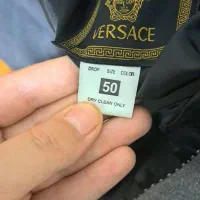 VERSACE
DROP SIZE COLOR
50
DRY CLEAN ONLY